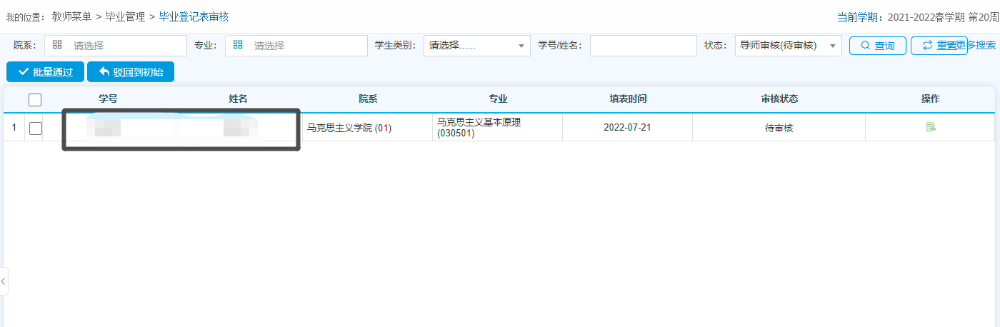 我的位置: 教师菜单 > 毕业管理 > 毕业登记表审核
当前学期: 2021-2022春学期 第20周
院系: 请选择 专业: 请选择 学生类别: 请选择...... 学号/姓名: 状态: 导师审核(待审核) 查询 重置 更多搜索
批量通过 驳回到初始
学号 姓名 院系 专业 填表时间 审核状态 操作
1 马克思主义学院 (01) 马克思主义基本原理 2022-07-21 待审核
(030501)